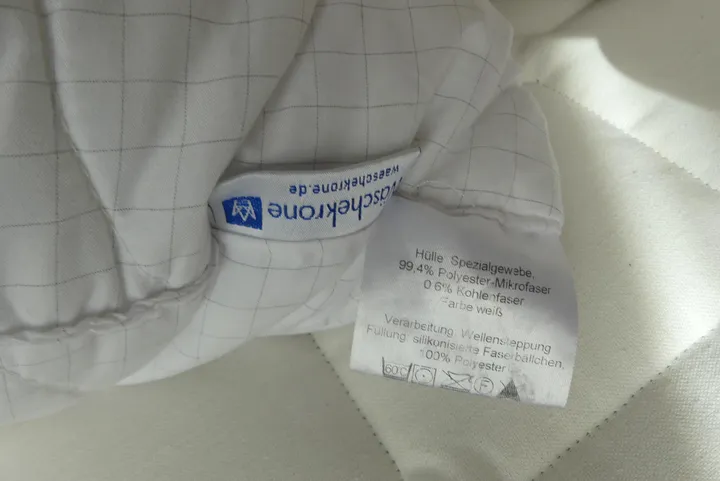 Wäschekrone
waeschekrone.de
Hülle Spezialgewebe,
99,4% Polyester-Mikrofaser
0,6% Kohlenfaser
Farbe weiß
Verarbeitung: Wellensteppung
Füllung: silikonisierte Faserbällchen,
100% Polyester
60°C F